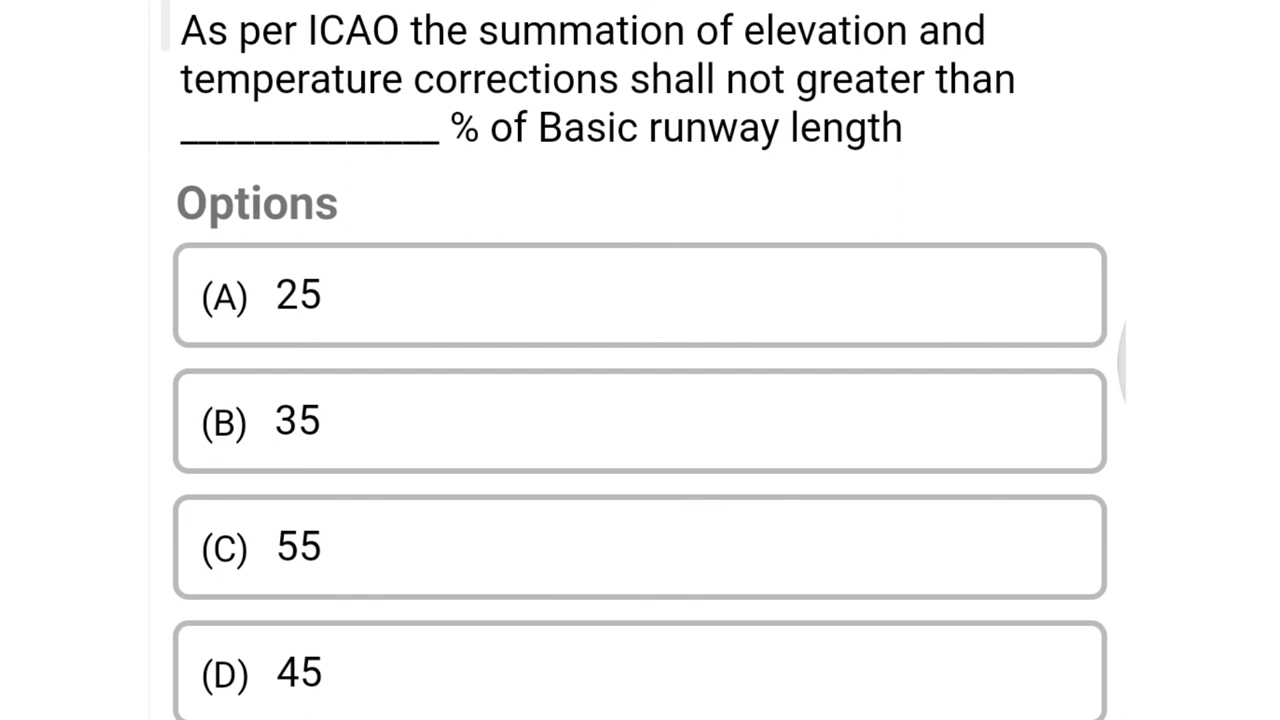 As per ICAO the summation of elevation and
temperature corrections shall not greater than
______________ % of Basic runway length
Options
(A) 25
(B) 35
(C) 55
(D) 45